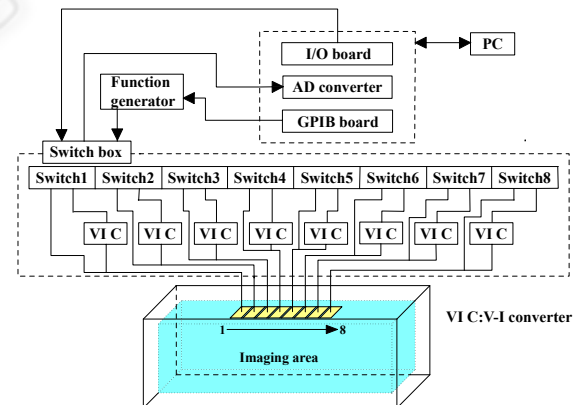 I/O board
PC
Function
generator
AD converter
GPIB board
Switch box
Switch1 Switch2 Switch3 Switch4 Switch5 Switch6 Switch7 Switch8
VI C VI C VI C VI C VI C VI C VI C
VI C:V-I converter
1 8
Imaging area